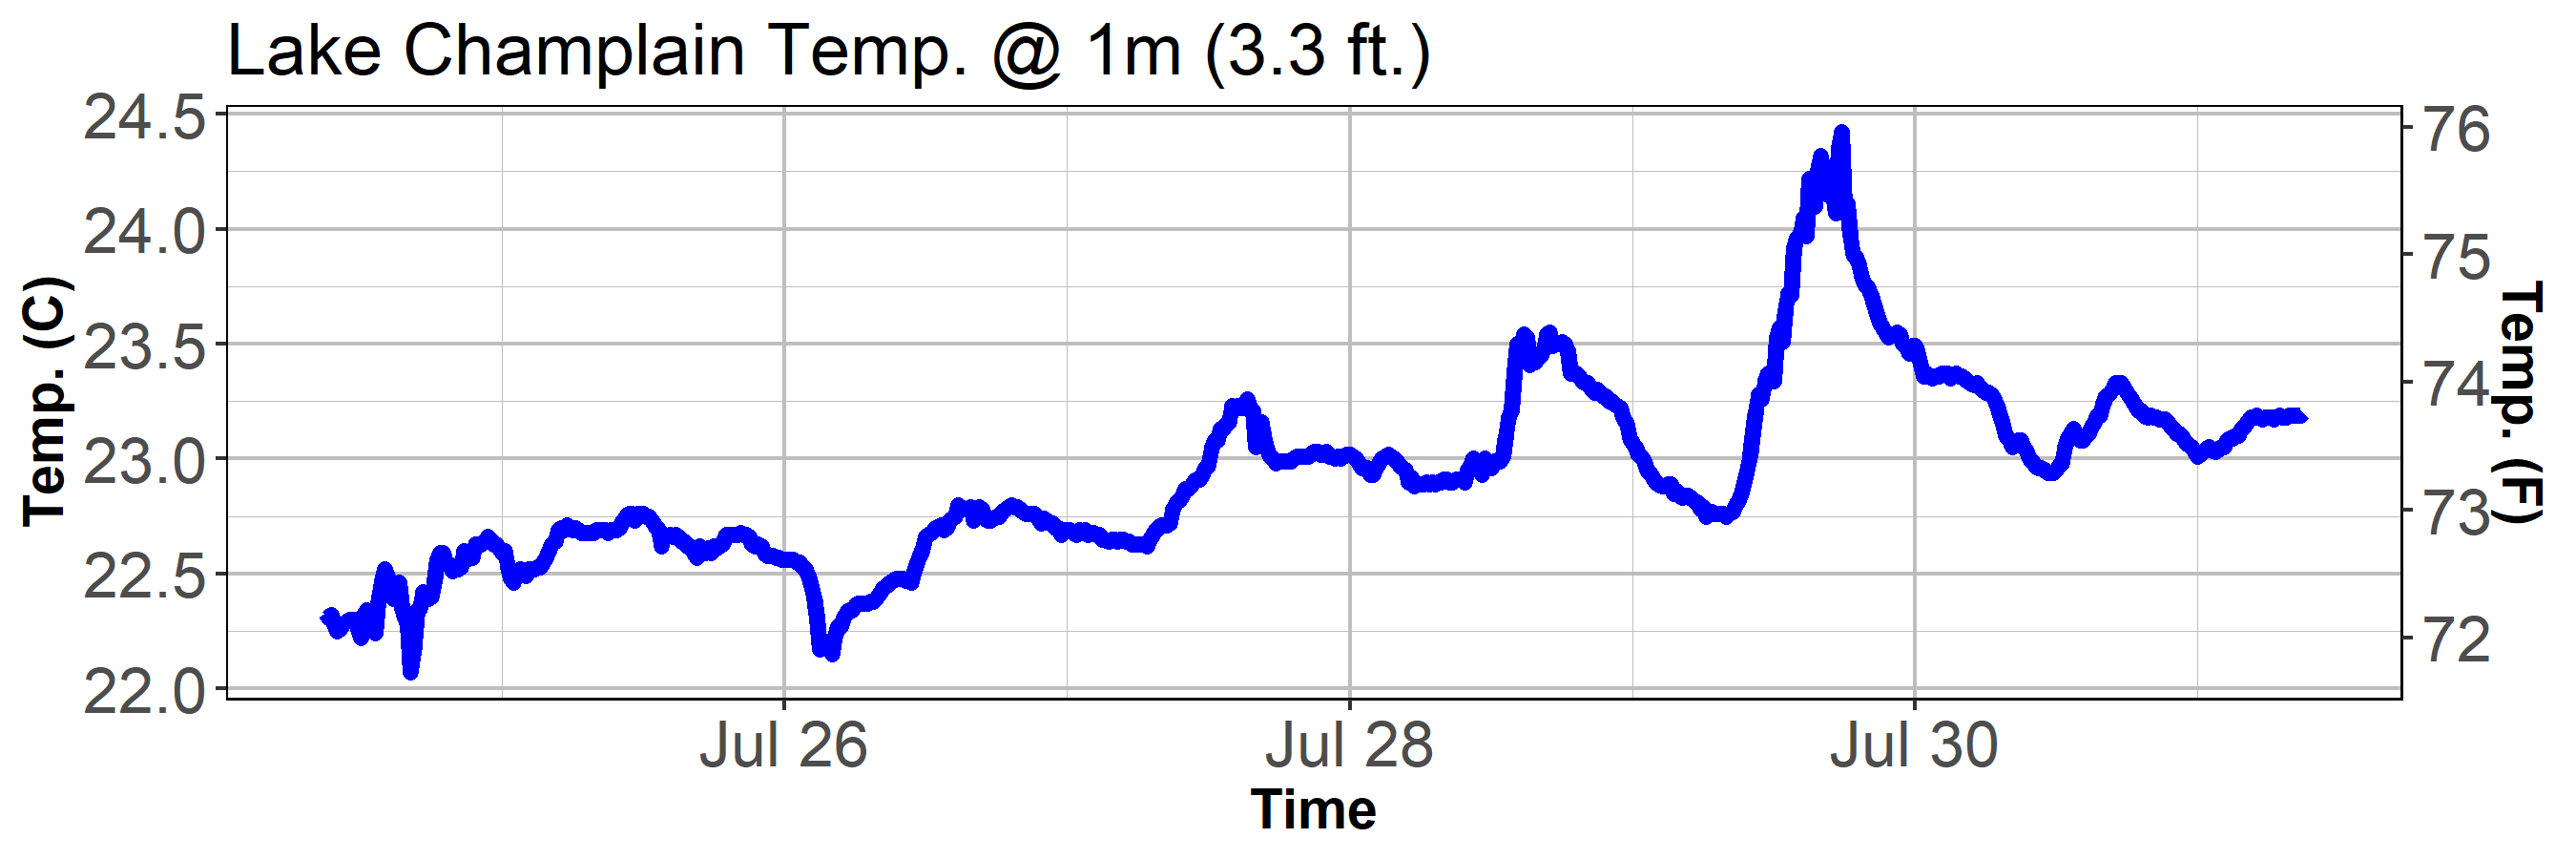 Lake Champlain Temp. @ 1m (3.3 ft.)
24.5
24.0
23.5
23.0
22.5
22.0
Temp. (C)
76
75
74
73
72
Temp. (F)
Jul 26 Jul 28 Jul 30
Time